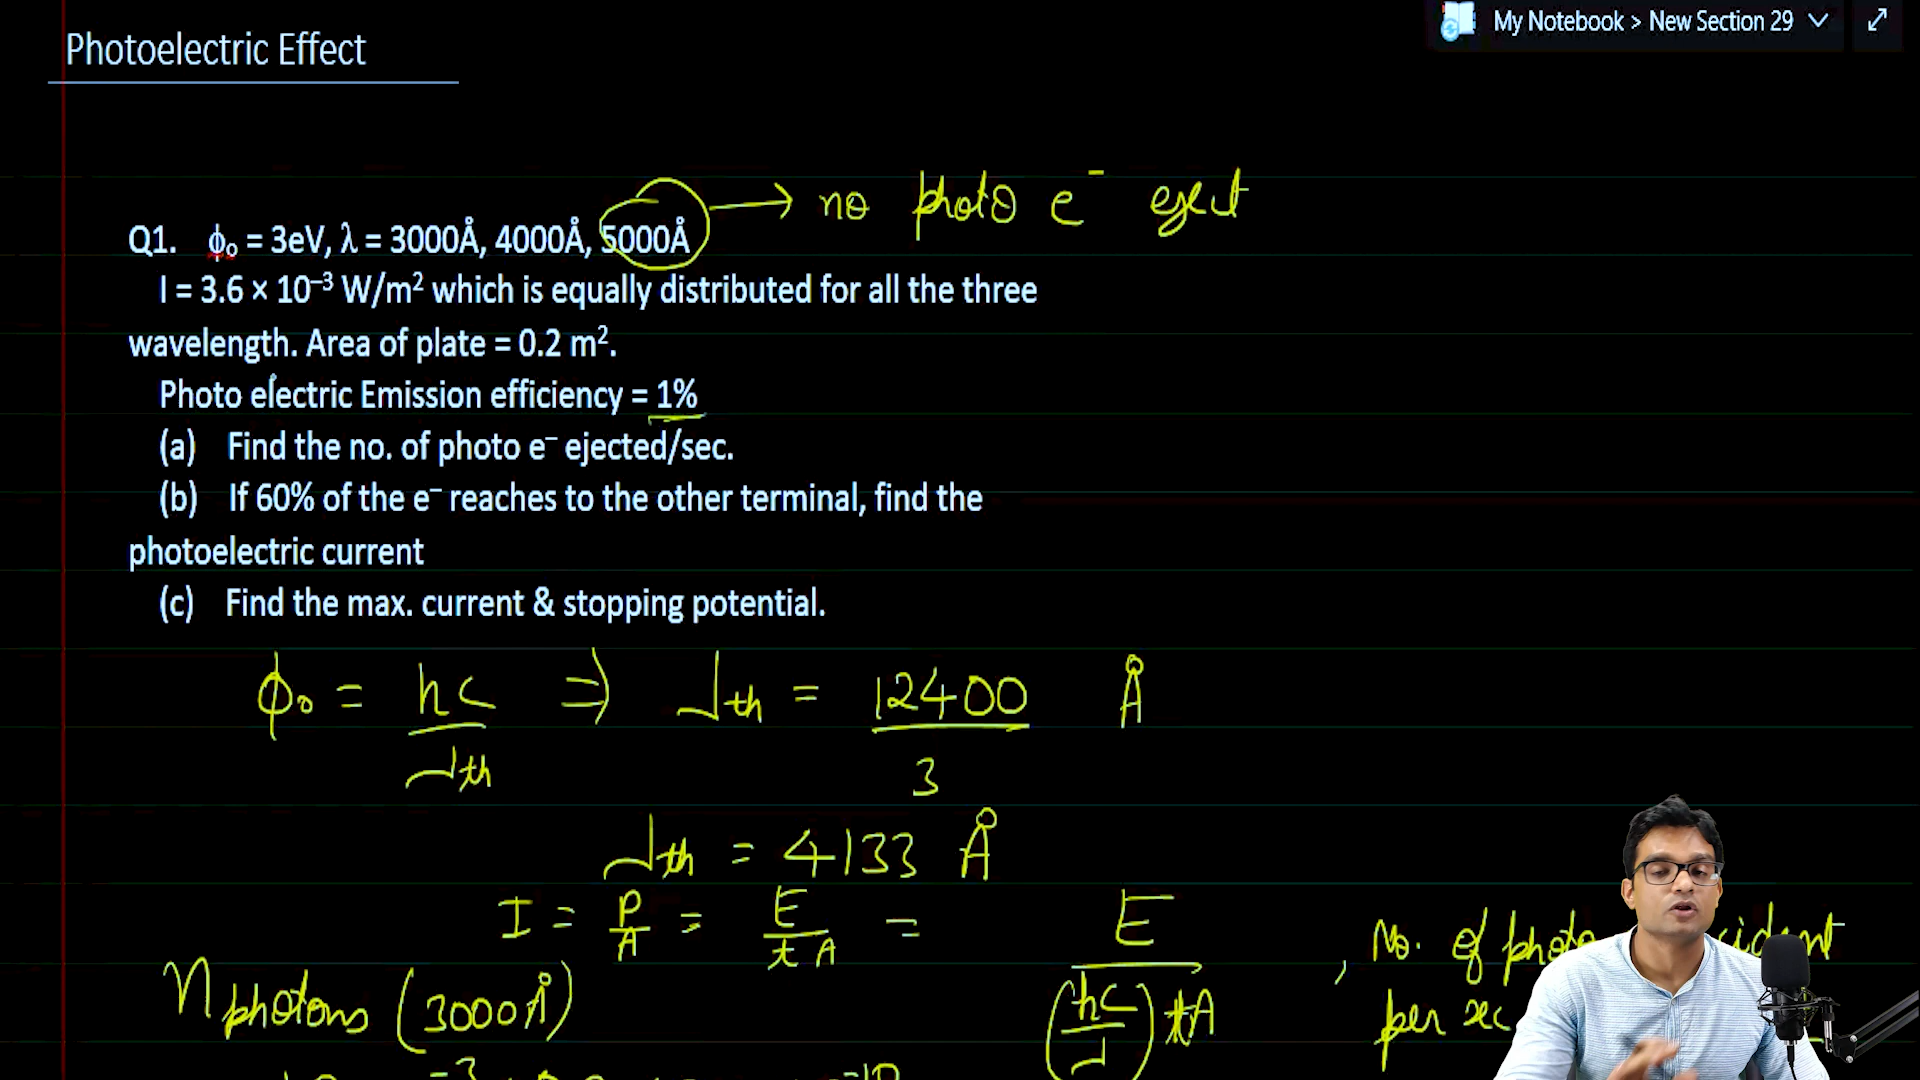 My Notebook > New Section 29
Photoelectric Effect
→ no photo e⁻ eject
Q1. ϕ₀ = 3eV, λ = 3000Å, 4000Å, 5000Å
I = 3.6 × 10⁻³ W/m² which is equally distributed for all the three
wavelength. Area of plate = 0.2 m².
Photo electric Emission efficiency = 1%
(a) Find the no. of photo e⁻ ejected/sec.
(b) If 60% of the e⁻ reaches to the other terminal, find the
photoelectric current
(c) Find the max. current & stopping potential.
ϕ₀ = hc/λth ⇒ λth = 12400/3 Å
λth = 4133 Å
I = P/A = E/tA = E/(hc/λ)tA , No. of
per sec
nphotons (3000Å)